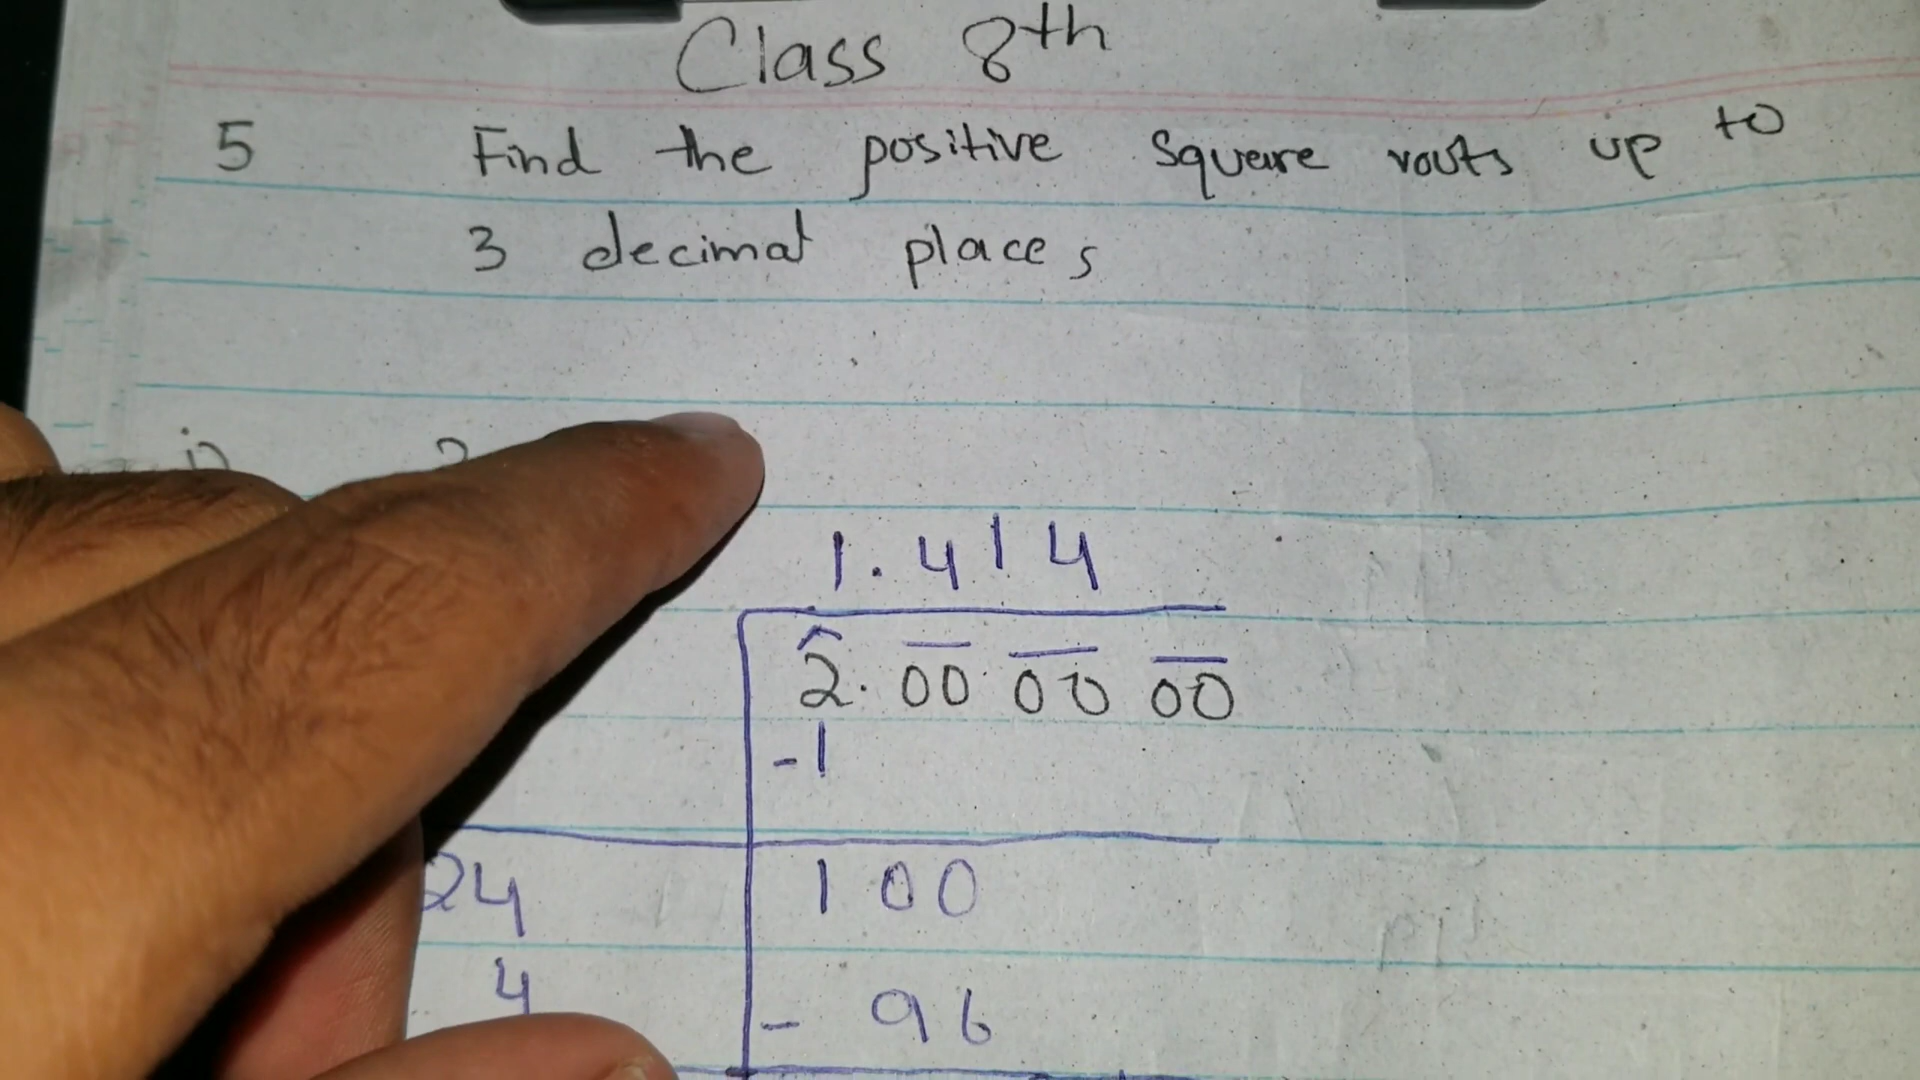 Class 8th
5 Find the positive square routs up to
3 decimal places
i) 2
1.414
2.00 00 00
-1
24 100
4 - 96